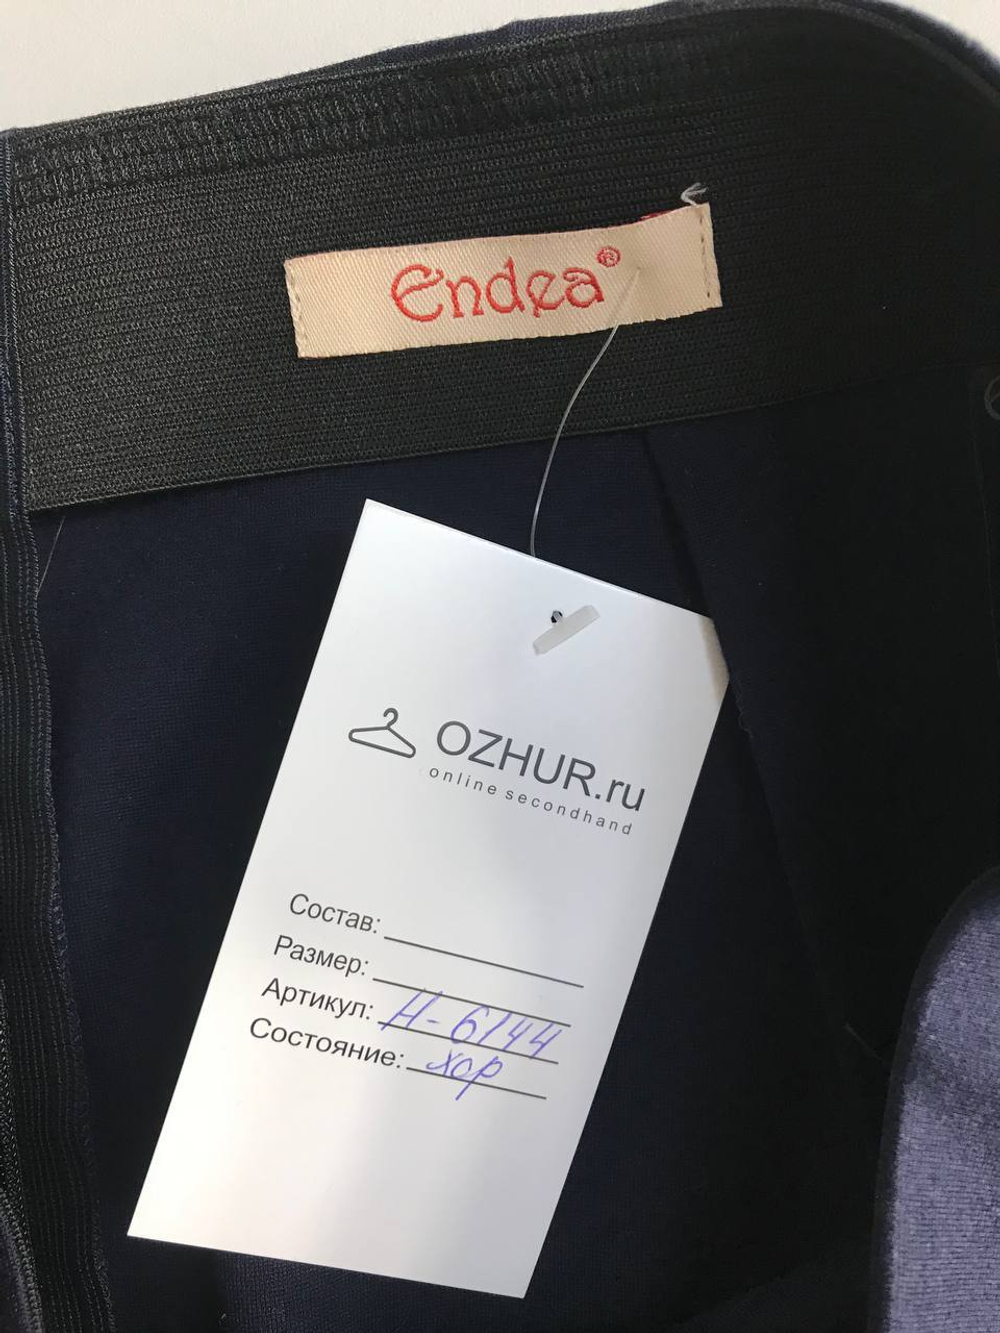 Endea®
OZHUR.ru
online secondhand
Состав:
Размер:
Артикул: Н-6144
Состояние: хор